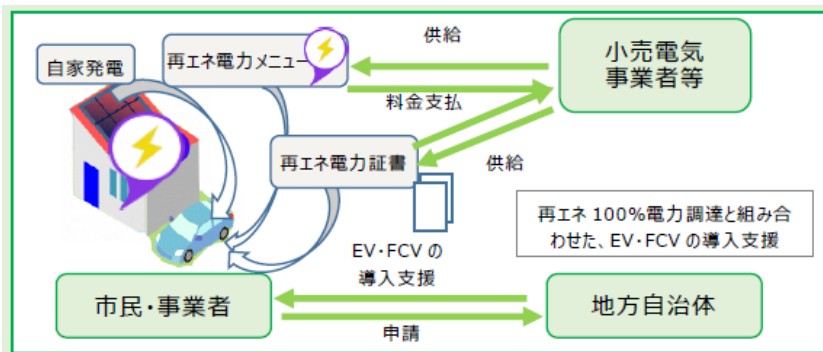 供給
自家発電
再エネ電力メニュー
小売電気
事業者等
料金支払
再エネ電力証書
供給
再エネ 100%電力調達と組み合
わせた、EV・FCV の導入支援
EV・FCV の
導入支援
市民・事業者
地方自治体
申請